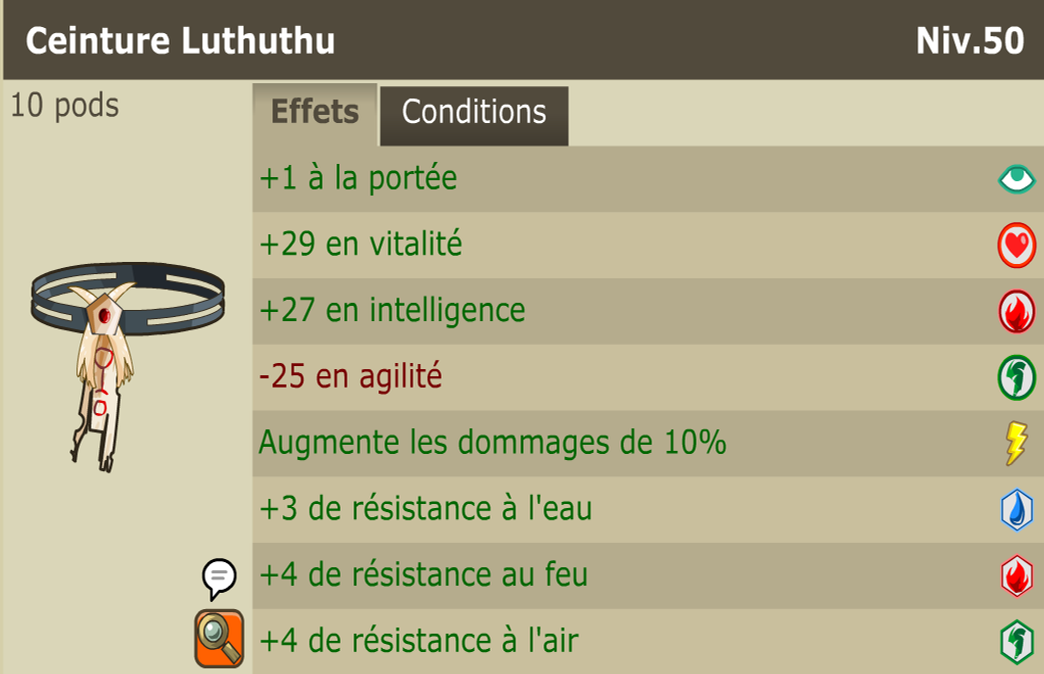 Ceinture Luthuthu Niv.50
10 pods
Effets Conditions
+1 à la portée
+29 en vitalité
+27 en intelligence
-25 en agilité
Augmente les dommages de 10%
+3 de résistance à l'eau
+4 de résistance au feu
+4 de résistance à l'air